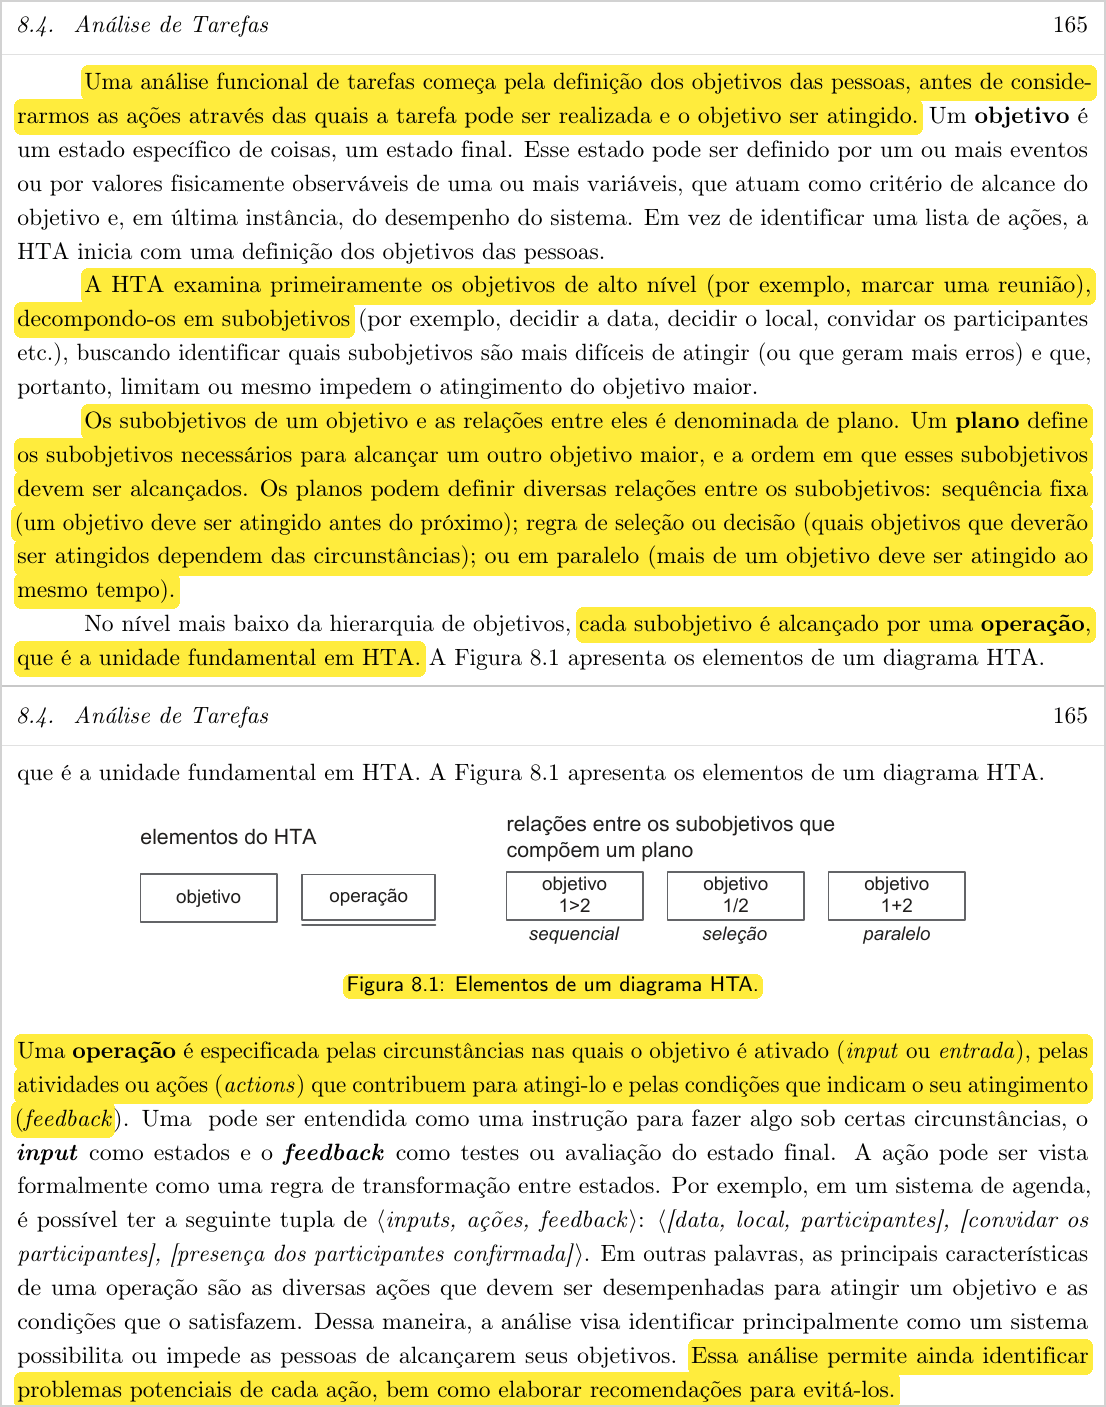 8.4. Análise de Tarefas 165
Uma análise funcional de tarefas começa pela definição dos objetivos das pessoas, antes de conside-
rarmos as ações através das quais a tarefa pode ser realizada e o objetivo ser atingido. Um objetivo é
um estado específico de coisas, um estado final. Esse estado pode ser definido por um ou mais eventos
ou por valores fisicamente observáveis de uma ou mais variáveis, que atuam como critério de alcance do
objetivo e, em última instância, do desempenho do sistema. Em vez de identificar uma lista de ações, a
HTA inicia com uma definição dos objetivos das pessoas.
A HTA examina primeiramente os objetivos de alto nível (por exemplo, marcar uma reunião),
decompondo-os em subobjetivos (por exemplo, decidir a data, decidir o local, convidar os participantes
etc.), buscando identificar quais subobjetivos são mais difíceis de atingir (ou que geram mais erros) e que,
portanto, limitam ou mesmo impedem o atingimento do objetivo maior.
Os subobjetivos de um objetivo e as relações entre eles é denominada de plano. Um plano define
os subobjetivos necessários para alcançar um outro objetivo maior, e a ordem em que esses subobjetivos
devem ser alcançados. Os planos podem definir diversas relações entre os subobjetivos: sequência fixa
(um objetivo deve ser atingido antes do próximo); regra de seleção ou decisão (quais objetivos que deverão
ser atingidos dependem das circunstâncias); ou em paralelo (mais de um objetivo deve ser atingido ao
mesmo tempo).
No nível mais baixo da hierarquia de objetivos, cada subobjetivo é alcançado por uma operação,
que é a unidade fundamental em HTA. A Figura 8.1 apresenta os elementos de um diagrama HTA.
8.4. Análise de Tarefas 165
que é a unidade fundamental em HTA. A Figura 8.1 apresenta os elementos de um diagrama HTA.
elementos do HTA
objetivo
operação
relações entre os subobjetivos que
compõem um plano
objetivo
1>2
sequencial
objetivo
1/2
seleção
objetivo
1+2
paralelo
Figura 8.1: Elementos de um diagrama HTA.
Uma operação é especificada pelas circunstâncias nas quais o objetivo é ativado (input ou entrada), pelas
atividades ou ações (actions) que contribuem para atingi-lo e pelas condições que indicam o seu atingimento
(feedback). Uma pode ser entendida como uma instrução para fazer algo sob certas circunstâncias, o
input como estados e o feedback como testes ou avaliação do estado final. A ação pode ser vista
formalmente como uma regra de transformação entre estados. Por exemplo, em um sistema de agenda,
é possível ter a seguinte tupla de ⟨inputs, ações, feedback⟩: ⟨[data, local, participantes], [convidar os
participantes], [presença dos participantes confirmada]⟩. Em outras palavras, as principais características
de uma operação são as diversas ações que devem ser desempenhadas para atingir um objetivo e as
condições que o satisfazem. Dessa maneira, a análise visa identificar principalmente como um sistema
possibilita ou impede as pessoas de alcançarem seus objetivos. Essa análise permite ainda identificar
problemas potenciais de cada ação, bem como elaborar recomendações para evitá-los.